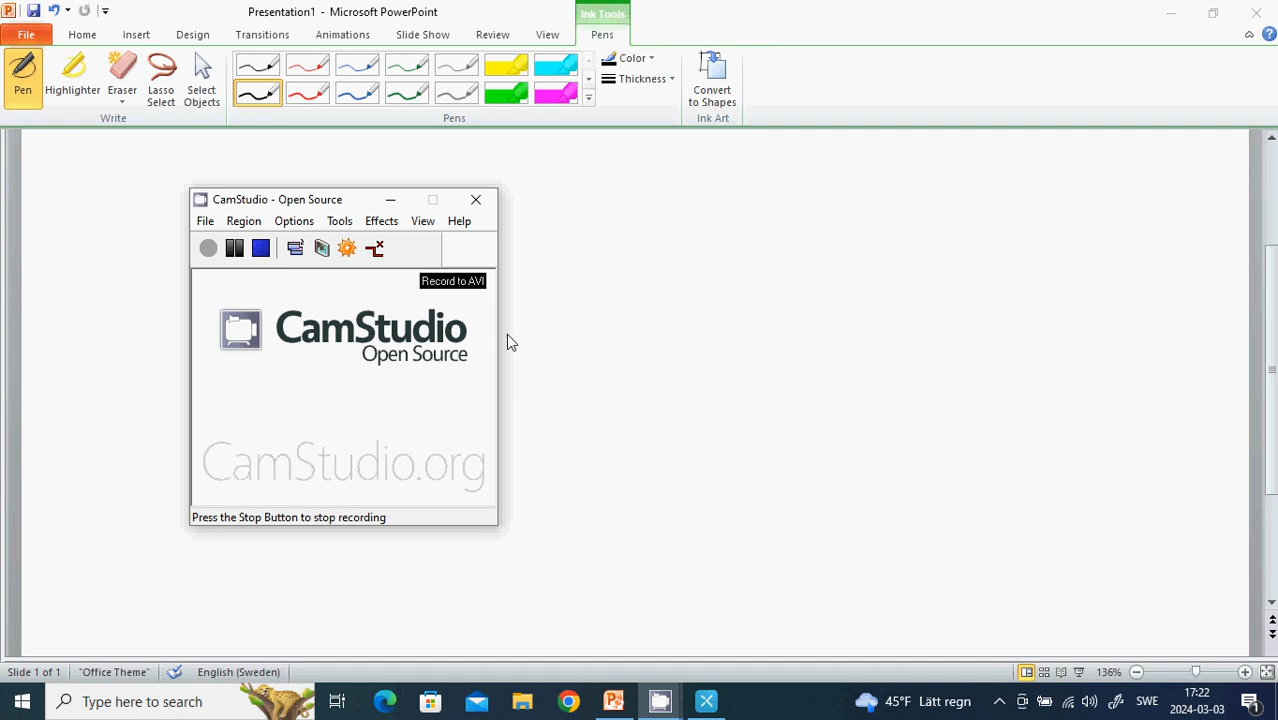 Presentation1 - Microsoft PowerPoint
Ink Tools
File Home Insert Design Transitions Animations Slide Show Review View Pens
Pen
Highlighter
Eraser
Lasso Select
Select Objects
Color
Thickness
Convert to Shapes
Write
Pens
Ink Art
CamStudio - Open Source
File Region Options Tools Effects View Help
Record to AVI
CamStudio
Open Source
CamStudio.org
Press the Stop Button to stop recording
Slide 1 of 1 "Office Theme" English (Sweden) 136%
Type here to search
45°F Lätt regn
SWE
17:22
2024-03-03
1